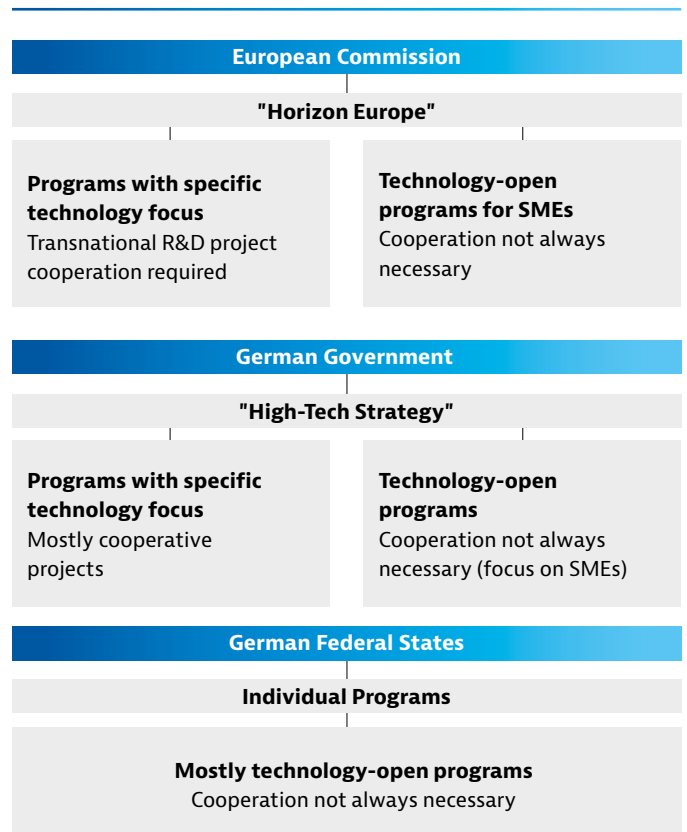 European Commission
"Horizon Europe"
Programs with specific
technology focus
Transnational R&D project
cooperation required
Technology-open
programs for SMEs
Cooperation not always
necessary
German Government
"High-Tech Strategy"
Programs with specific
technology focus
Mostly cooperative
projects
Technology-open
programs
Cooperation not always
necessary (focus on SMEs)
German Federal States
Individual Programs
Mostly technology-open programs
Cooperation not always necessary